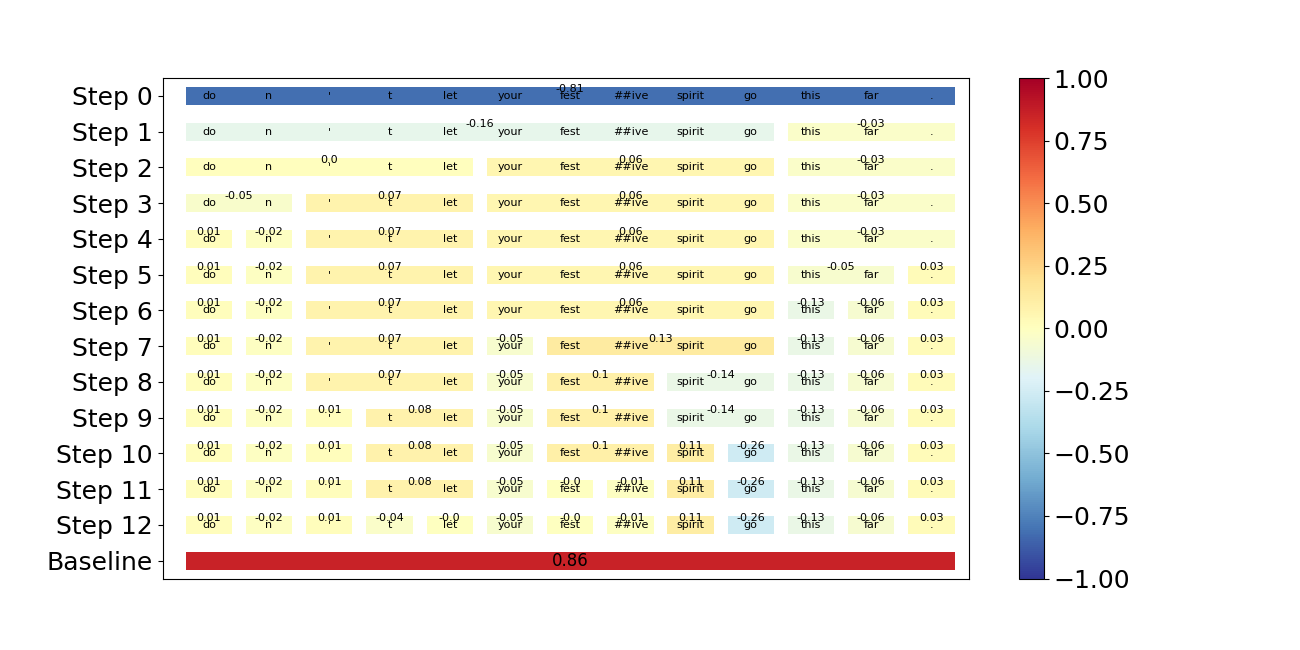 -0.81
Step 0 do n ' t let your fest ##ive spirit go this far .
-0.16 -0.03
Step 1 do n ' t let your fest ##ive spirit go this far .
0.0 0.06 -0.03
Step 2 do n ' t let your fest ##ive spirit go this far .
-0.05 0.07 0.06 -0.03
Step 3 do n ' t let your fest ##ive spirit go this far .
0.01 -0.02 0.07 0.06 -0.03
Step 4 do n ' t let your fest ##ive spirit go this far .
0.01 -0.02 0.07 0.06 -0.05 0.03
Step 5 do n ' t let your fest ##ive spirit go this far .
0.01 -0.02 0.07 0.06 -0.13 -0.06 0.03
Step 6 do n ' t let your fest ##ive spirit go this far .
0.01 -0.02 0.07 -0.05 0.13 -0.13 -0.06 0.03
Step 7 do n ' t let your fest ##ive spirit go this far .
0.01 -0.02 0.07 -0.05 0.1 -0.14 -0.13 -0.06 0.03
Step 8 do n ' t let your fest ##ive spirit go this far .
0.01 -0.02 0.01 0.08 -0.05 0.1 -0.14 -0.13 -0.06 0.03
Step 9 do n ' t let your fest ##ive spirit go this far .
0.01 -0.02 0.01 0.08 -0.05 0.1 0.11 -0.26 -0.13 -0.06 0.03
Step 10 do n ' t let your fest ##ive spirit go this far .
0.01 -0.02 0.01 0.08 -0.05 -0.0 -0.01 0.11 -0.26 -0.13 -0.06 0.03
Step 11 do n ' t let your fest ##ive spirit go this far .
0.01 -0.02 0.01 -0.04 -0.0 -0.05 -0.0 -0.01 0.11 -0.26 -0.13 -0.06 0.03
Step 12 do n ' t let your fest ##ive spirit go this far .
Baseline 0.86
1.00
0.75
0.50
0.25
0.00
−0.25
−0.50
−0.75
−1.00